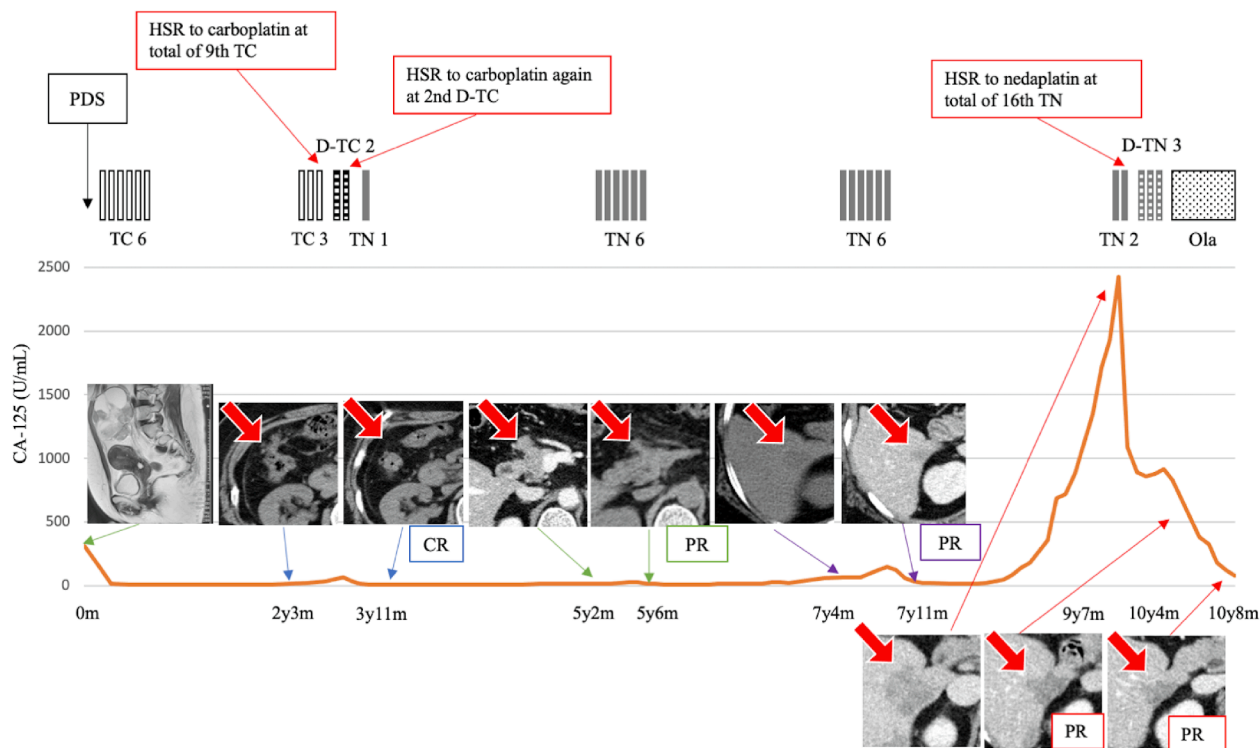 HSR to carboplatin at
total of 9th TC
HSR to carboplatin again
at 2nd D-TC
HSR to nedaplatin at
total of 16th TN
PDS
D-TC 2
D-TN 3
TC 6
TC 3
TN 1
TN 6
TN 6
TN 2
Ola
CA-125 (U/mL)
2500
2000
1500
1000
500
0
CR
PR
PR
0m
2y3m
3y11m
5y2m
5y6m
7y4m
7y11m
9y7m
10y4m
10y8m
PR
PR